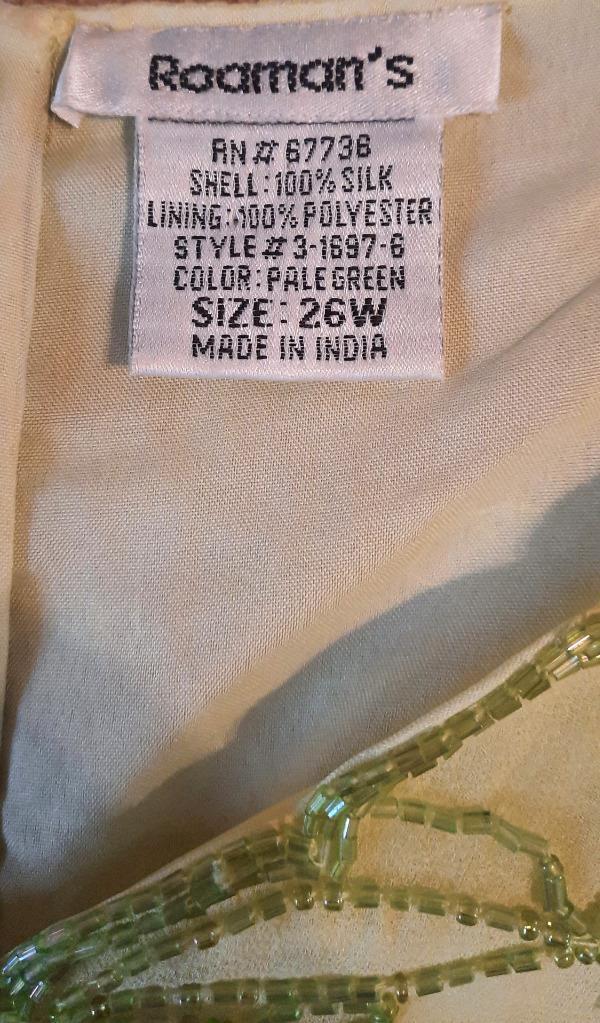 Roaman's
RN # 67736
SHELL: 100% SILK
LINING: 100% POLYESTER
STYLE # 3-1697-6
COLOR: PALE GREEN
SIZE: 26W
MADE IN INDIA